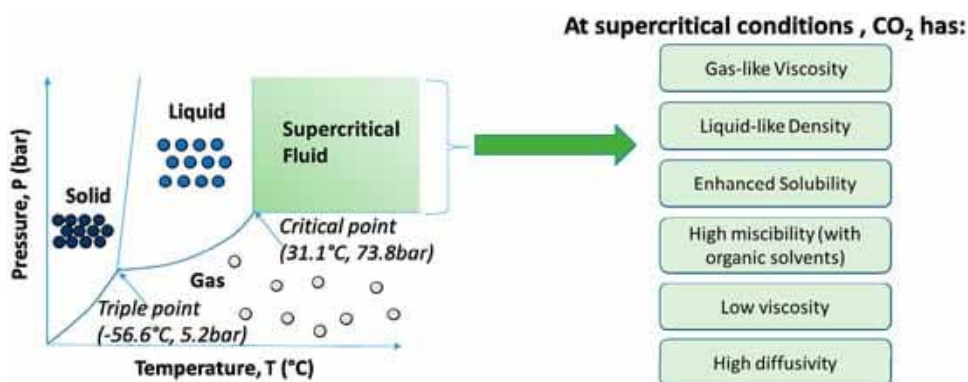 At supercritical conditions , CO₂ has:
Pressure, P (bar)
Solid
Liquid
Supercritical
Fluid
Critical point
(31.1°C, 73.8bar)
Gas
Triple point
(-56.6°C, 5.2bar)
Temperature, T (°C)
Gas-like Viscosity
Liquid-like Density
Enhanced Solubility
High miscibility (with
organic solvents)
Low viscosity
High diffusivity